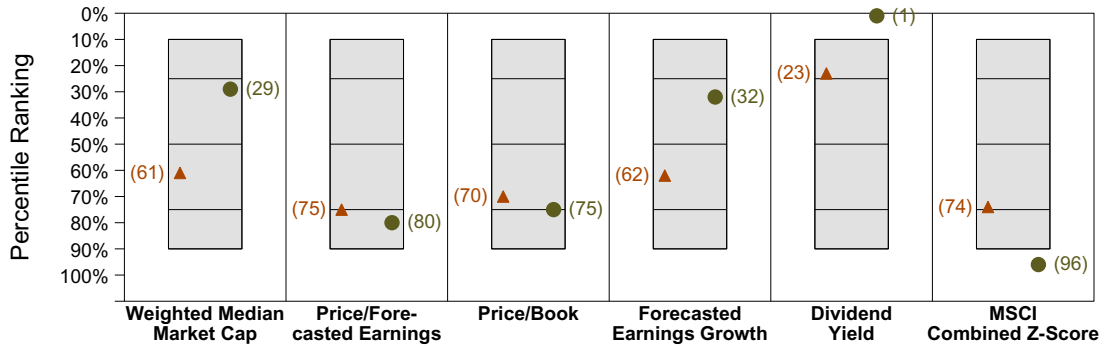 Percentile Ranking
0%
10%
20%
30%
40%
50%
60%
70%
80%
90%
100%
(61)
(29)
(75)
(80)
(70)
(75)
(62)
(32)
(23)
(1)
(74)
(96)
Weighted Median
Market Cap
Price/Fore-
casted Earnings
Price/Book
Forecasted
Earnings Growth
Dividend
Yield
MSCI
Combined Z-Score